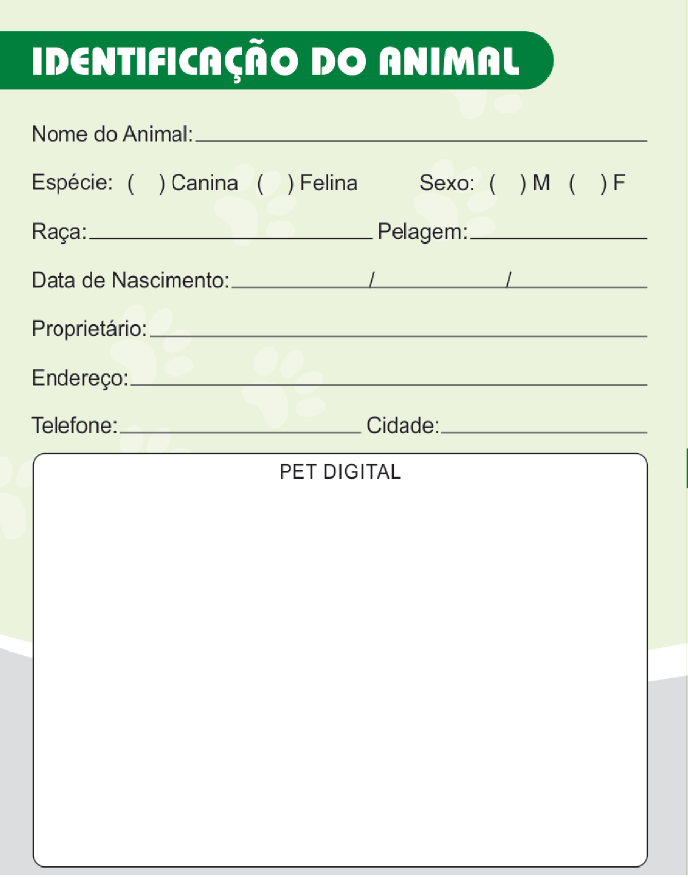 IDENTIFICAÇÃO DO ANIMAL
Nome do Animal:
Espécie: (  ) Canina (  ) Felina Sexo: (  ) M (  ) F
Raça: Pelagem:
Data de Nascimento: / /
Proprietário:
Endereço:
Telefone: Cidade:
PET DIGITAL